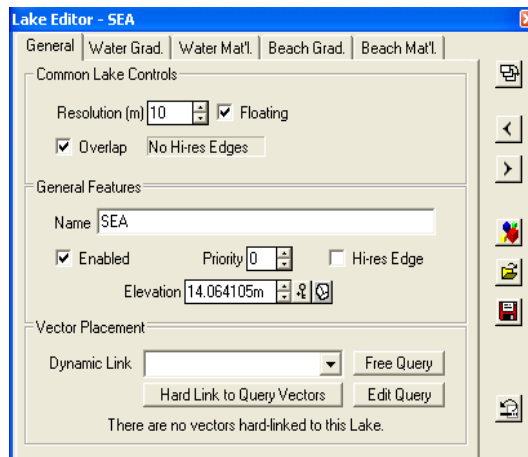 Lake Editor - SEA
General Water Grad. Water Mat'l. Beach Grad. Beach Mat'l.
Common Lake Controls
Resolution (m) 10 Floating
Overlap No Hi-res Edges
General Features
Name SEA
Enabled Priority 0 Hi-res Edge
Elevation 14.064105m
Vector Placement
Dynamic Link Free Query
Hard Link to Query Vectors Edit Query
There are no vectors hard-linked to this Lake.